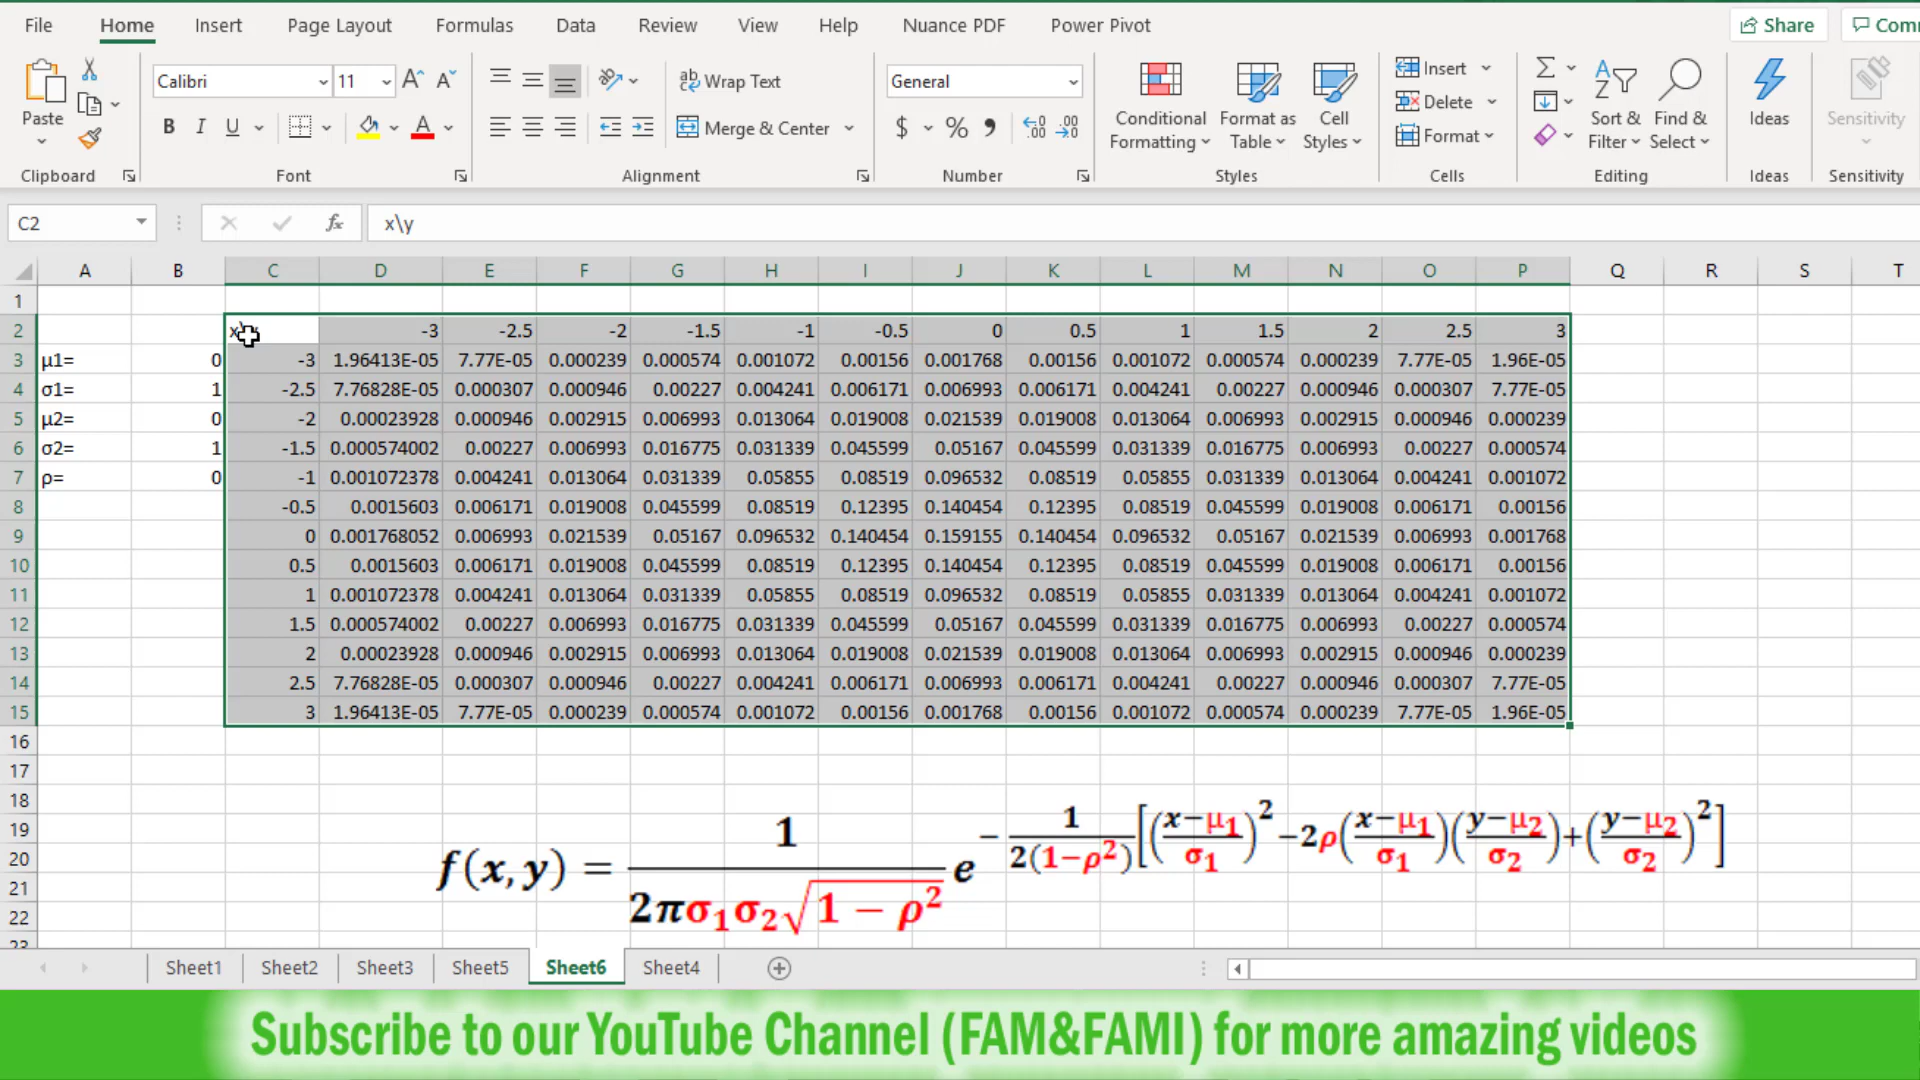 File Home Insert Page Layout Formulas Data Review View Help Nuance PDF Power Pivot Share Comm
Calibri 11 Wrap Text General Insert
Paste B I U Merge & Center $ % Conditional Formatting Format as Table Cell Styles Delete Format Sort & Filter Find & Select Ideas Sensitivity
Clipboard Font Alignment Number Styles Cells Editing Ideas Sensitivity
C2 fx x\y
A B C D E F G H I J K L M N O P Q R S T
1
2 -3 -2.5 -2 -1.5 -1 -0.5 0 0.5 1 1.5 2 2.5 3
3 μ1= 0 -3 1.96413E-05 7.77E-05 0.000239 0.000574 0.001072 0.00156 0.001768 0.00156 0.001072 0.000574 0.000239 7.77E-05 1.96E-05
4 σ1= 1 -2.5 7.76828E-05 0.000307 0.000946 0.00227 0.004241 0.006171 0.006993 0.006171 0.004241 0.00227 0.000946 0.000307 7.77E-05
5 μ2= 0 -2 0.00023928 0.000946 0.002915 0.006993 0.013064 0.019008 0.021539 0.019008 0.013064 0.006993 0.002915 0.000946 0.000239
6 σ2= 1 -1.5 0.000574002 0.00227 0.006993 0.016775 0.031339 0.045599 0.05167 0.045599 0.031339 0.016775 0.006993 0.00227 0.000574
7 ρ= 0 -1 0.001072378 0.004241 0.013064 0.031339 0.05855 0.08519 0.096532 0.08519 0.05855 0.031339 0.013064 0.004241 0.001072
8 -0.5 0.0015603 0.006171 0.019008 0.045599 0.08519 0.12395 0.140454 0.12395 0.08519 0.045599 0.019008 0.006171 0.00156
9 0 0.001768052 0.006993 0.021539 0.05167 0.096532 0.140454 0.159155 0.140454 0.096532 0.05167 0.021539 0.006993 0.001768
10 0.5 0.0015603 0.006171 0.019008 0.045599 0.08519 0.12395 0.140454 0.12395 0.08519 0.045599 0.019008 0.006171 0.00156
11 1 0.001072378 0.004241 0.013064 0.031339 0.05855 0.08519 0.096532 0.08519 0.05855 0.031339 0.013064 0.004241 0.001072
12 1.5 0.000574002 0.00227 0.006993 0.016775 0.031339 0.045599 0.05167 0.045599 0.031339 0.016775 0.006993 0.00227 0.000574
13 2 0.00023928 0.000946 0.002915 0.006993 0.013064 0.019008 0.021539 0.019008 0.013064 0.006993 0.002915 0.000946 0.000239
14 2.5 7.76828E-05 0.000307 0.000946 0.00227 0.004241 0.006171 0.006993 0.006171 0.004241 0.00227 0.000946 0.000307 7.77E-05
15 3 1.96413E-05 7.77E-05 0.000239 0.000574 0.001072 0.00156 0.001768 0.00156 0.001072 0.000574 0.000239 7.77E-05 1.96E-05
16
17
18
19
20
21
22
23
f(x,y) = 1/(2πσ₁σ₂√(1−ρ²)) e^(−1/(2(1−ρ²))[((x−μ₁)/σ₁)²−2ρ((x−μ₁)/σ₁)((y−μ₂)/σ₂)+((y−μ₂)/σ₂)²])
Sheet1 Sheet2 Sheet3 Sheet5 Sheet6 Sheet4
Subscribe to our YouTube Channel (FAM&FAMI) for more amazing videos